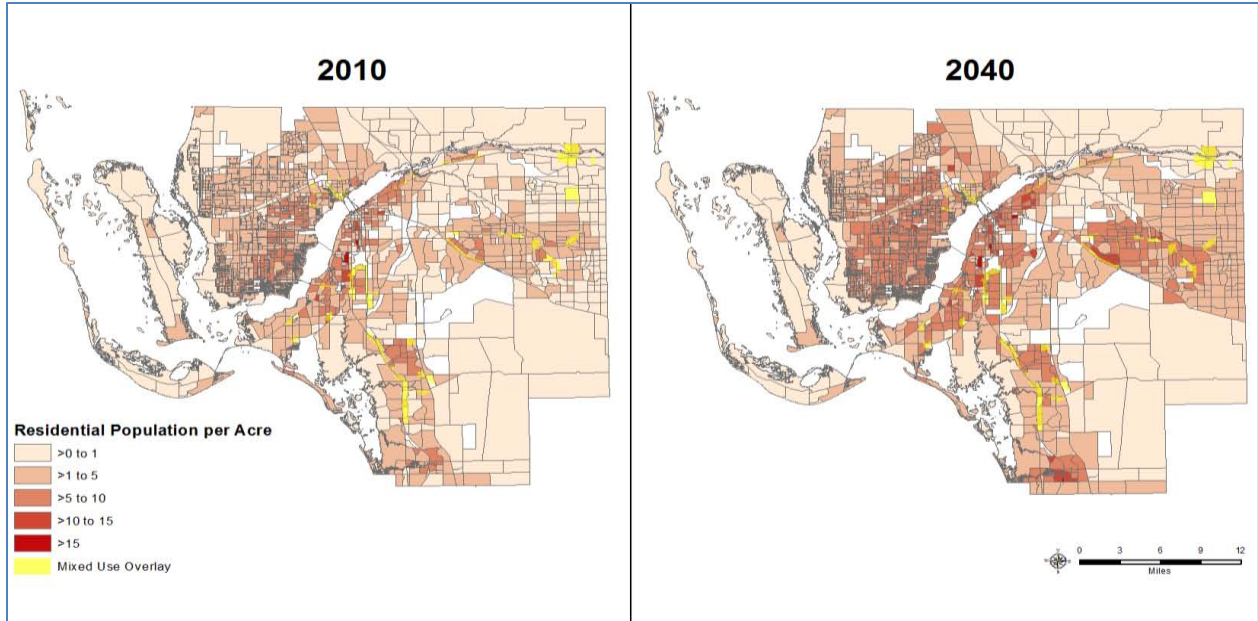 2010
2040
Residential Population per Acre
>0 to 1
>1 to 5
>5 to 10
>10 to 15
>15
Mixed Use Overlay
0 3 6 9 12
Miles